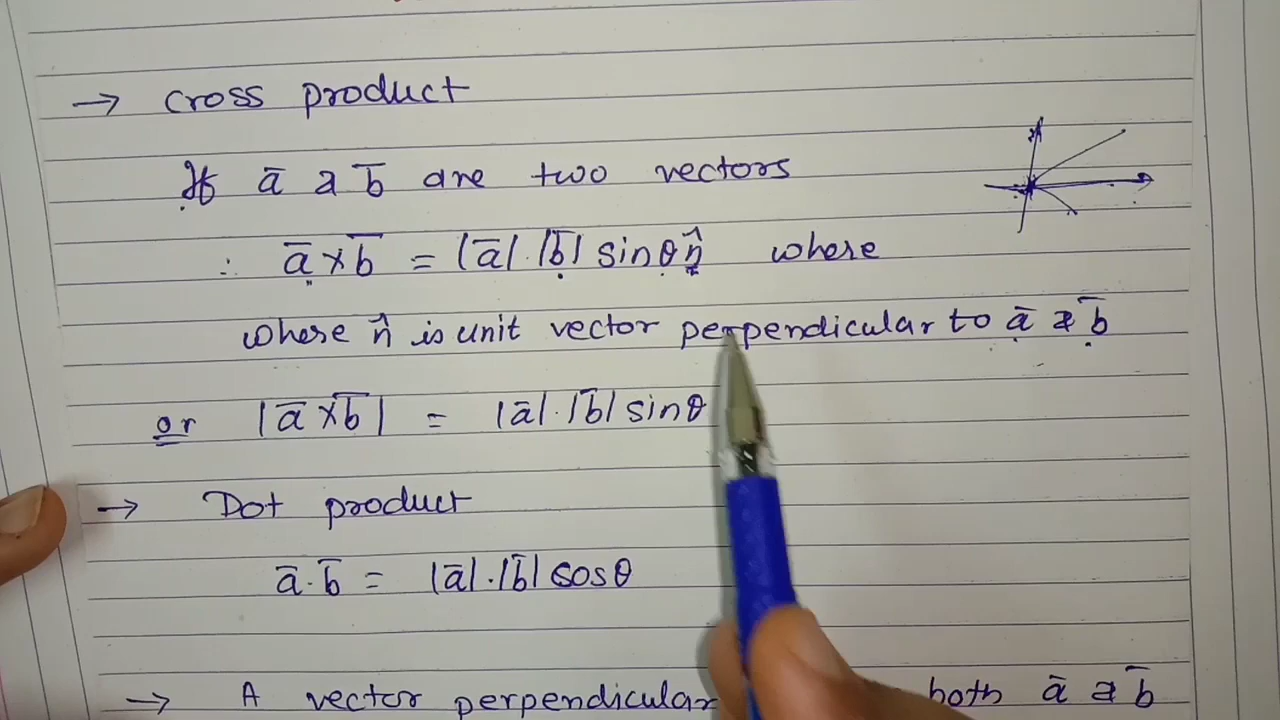 → Cross product
If a̅ & b̅ are two vectors
∴ a̅ × b̅ = |a̅|.|b̅| sinθ n̂ where
where n̂ is unit vector perpendicular to a̅ & b̅
or |a̅ × b̅| = |a̅|.|b̅| sinθ
→ Dot product
a̅.b̅ = |a̅|.|b̅| cosθ
→ A vector perpendicular both a̅ & b̅